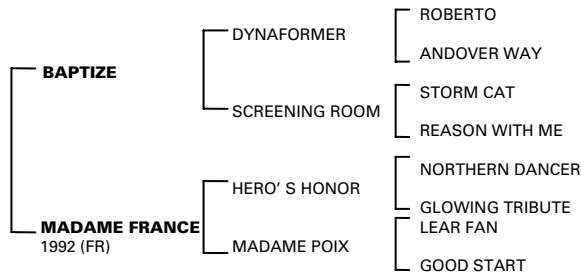 ROBERTO
DYNAFORMER
ANDOVER WAY
BAPTIZE
STORM CAT
SCREENING ROOM
REASON WITH ME
NORTHERN DANCER
HERO' S HONOR
GLOWING TRIBUTE
MADAME FRANCE
1992 (FR)
LEAR FAN
MADAME POIX
GOOD START